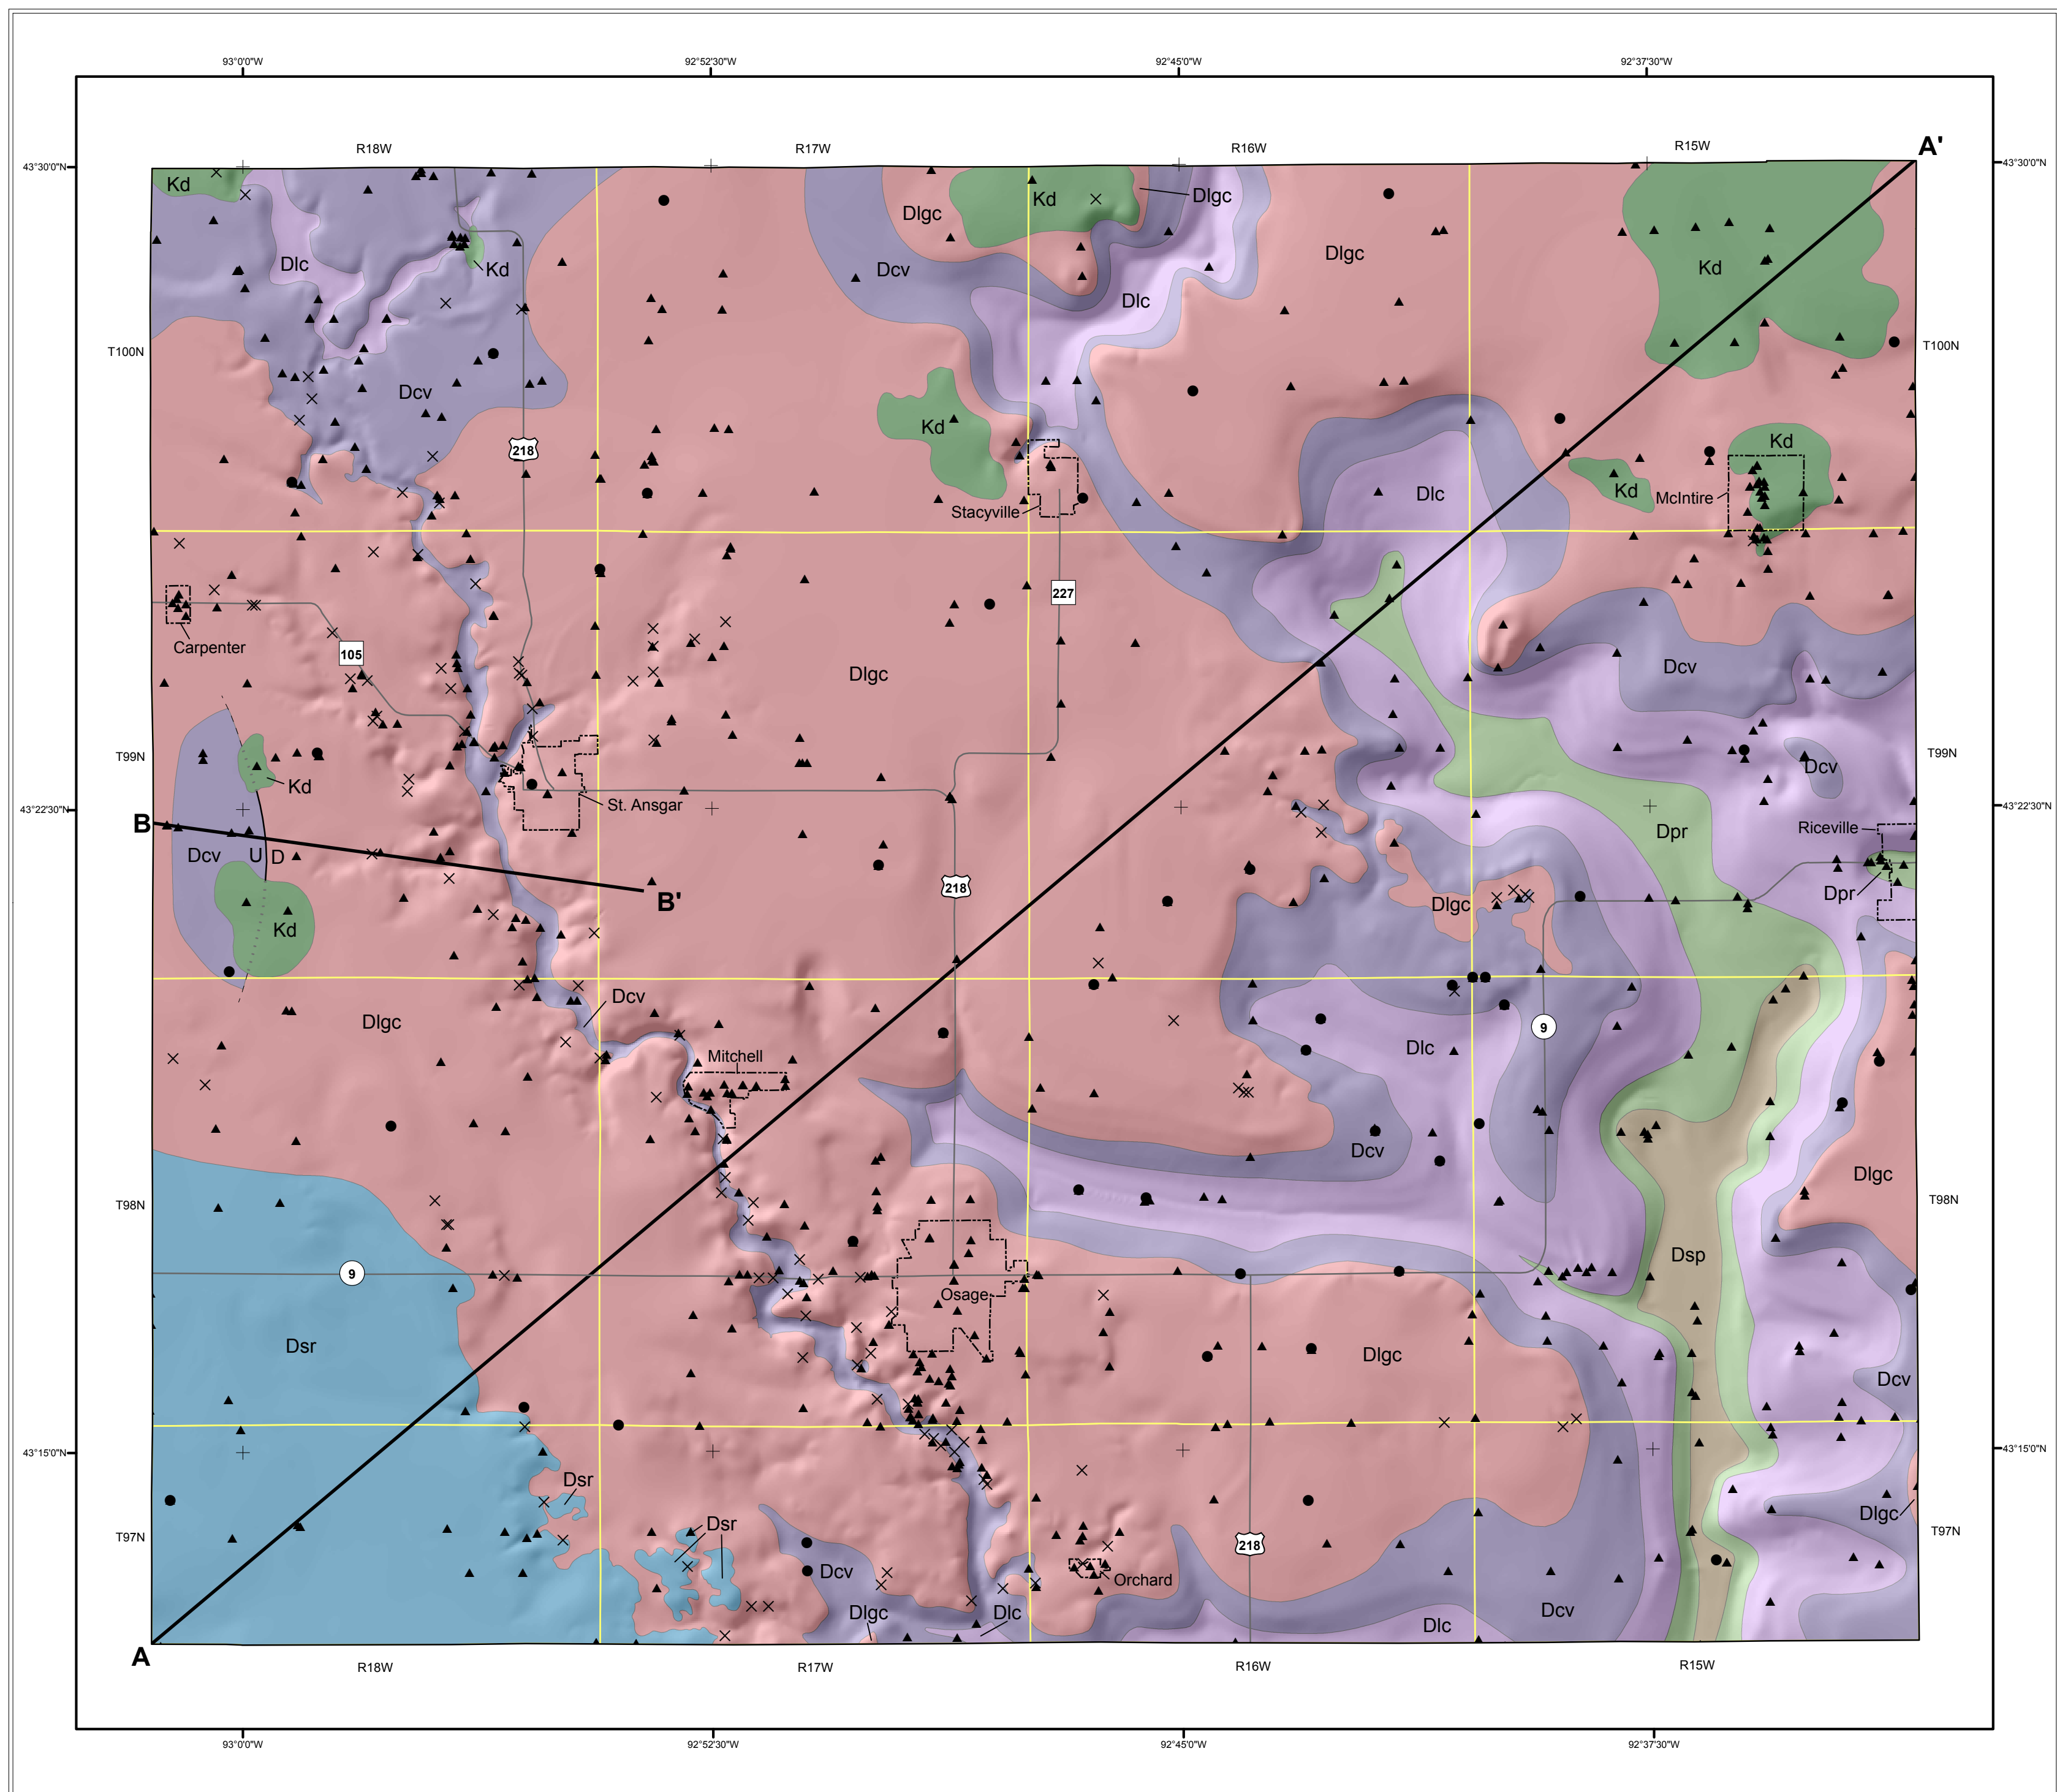 93°0'0"W 92°52'30"W 92°45'0"W 92°37'30"W
A'
R18W R17W R16W R15W
43°30'0"N 43°30'0"N
Kd Kd Dlgc Dlgc
Dlgc
Dlc Kd Dcv Kd
Dlc
T100N T100N
Dcv
Kd Kd
218
Dlc Kd McIntire
Stacyville
227
Carpenter
105
Dlgc Dcv
T99N T99N
Kd Dcv
St. Ansgar
43°22'30"N 43°22'30"N
B Riceville
Dpr
Dcv U D
218
B' Dlgc Dpr
Kd
Dcv
Dlgc 9
Dlc
Mitchell
Dcv
Dlgc
T98N T98N
Dsp
9
Osage
Dsr Dlgc
Dcv
43°15'0"N 43°15'0"N
Dsr
Dlgc
Dsr
T97N T97N
218
Dcv Orchard
Dlgc Dlc Dcv
Dlc
A
R18W R17W R16W R15W
93°0'0"W 92°52'30"W 92°45'0"W 92°37'30"W